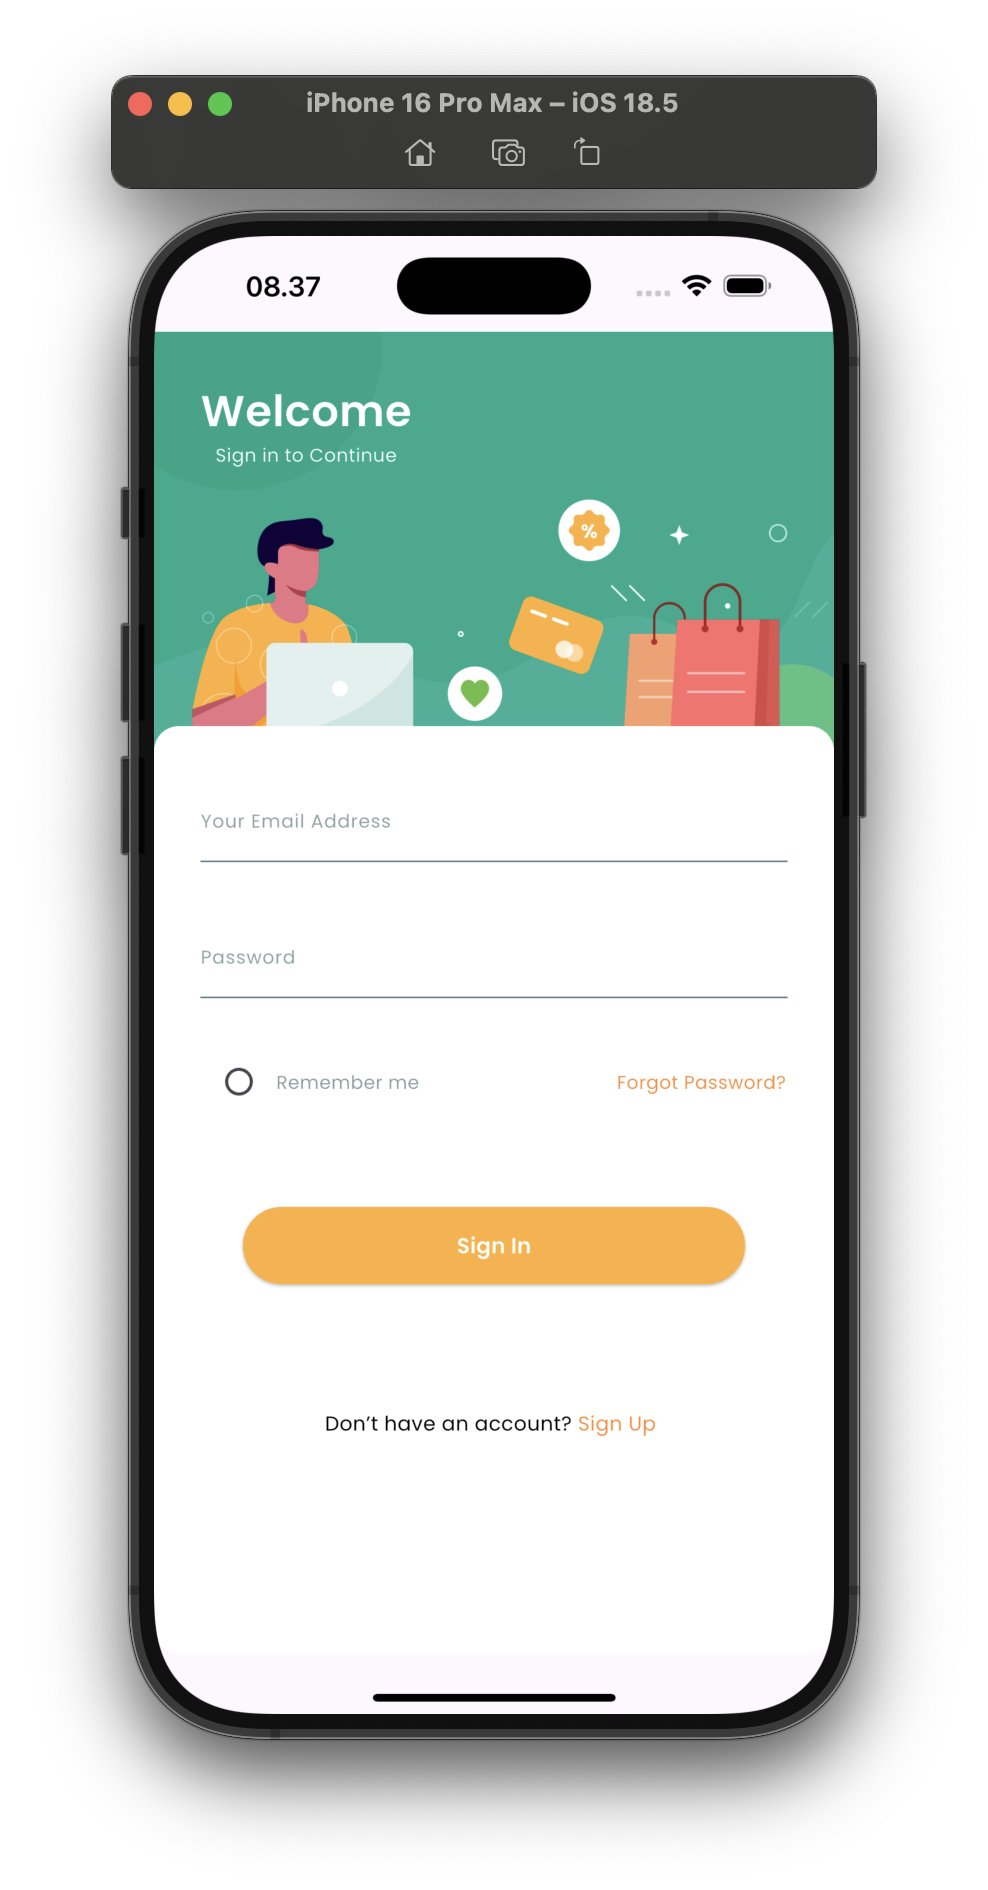 iPhone 16 Pro Max – iOS 18.5
08.37
Welcome
Sign in to Continue
%
Your Email Address
Password
Remember me
Forgot Password?
Sign In
Don’t have an account? Sign Up